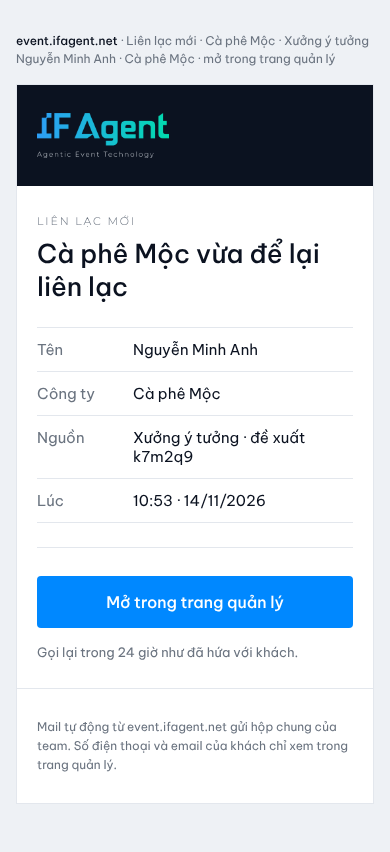 event.ifagent.net · Liên lạc mới · Cà phê Mộc · Xưởng ý tưởng
Nguyễn Minh Anh · Cà phê Mộc · mở trong trang quản lý
IF Agent
Agentic Event Technology
LIÊN LẠC MỚI
Cà phê Mộc vừa để lại
liên lạc
Tên Nguyễn Minh Anh
Công ty Cà phê Mộc
Nguồn Xưởng ý tưởng · đề xuất
k7m2q9
Lúc 10:53 · 14/11/2026
Mở trong trang quản lý
Gọi lại trong 24 giờ như đã hứa với khách.
Mail tự động từ event.ifagent.net gửi hộp chung của
team. Số điện thoại và email của khách chỉ xem trong
trang quản lý.